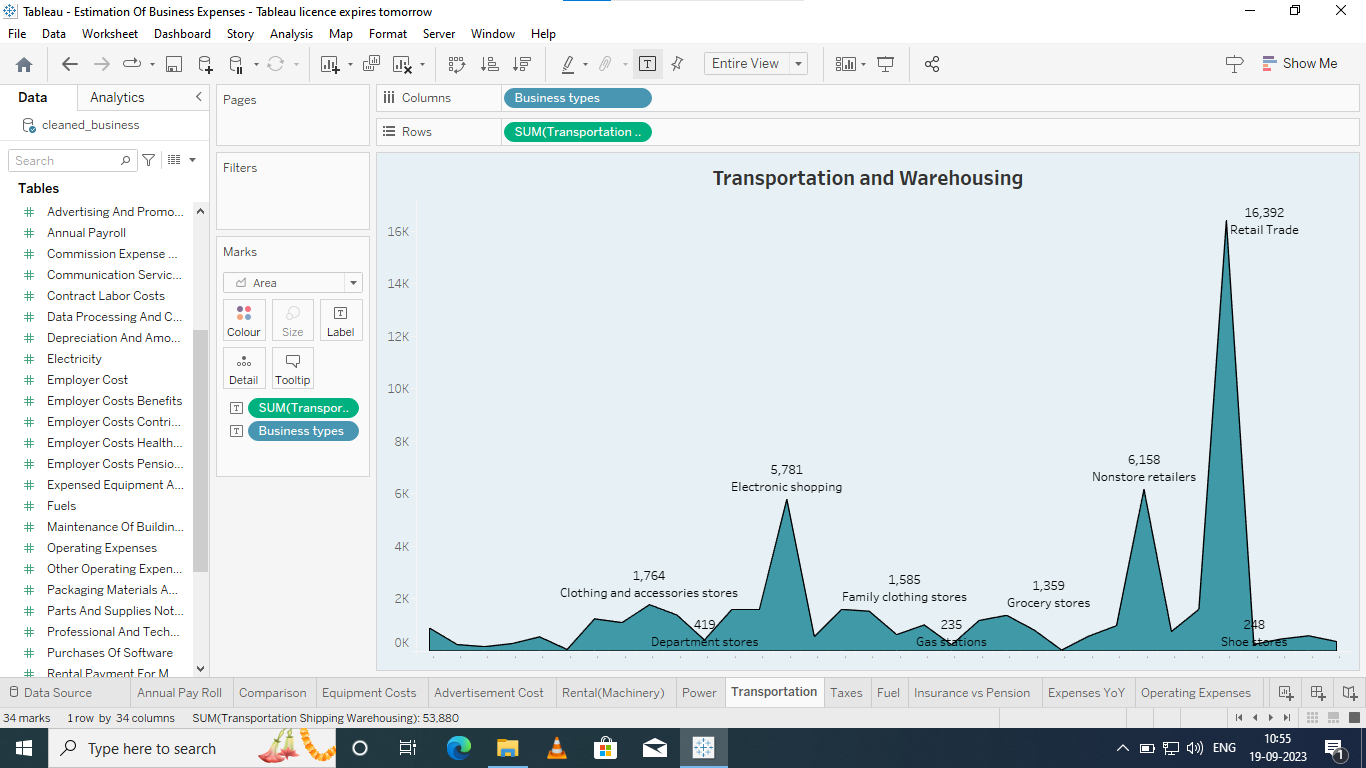 Tableau - Estimation Of Business Expenses - Tableau licence expires tomorrow
File Data Worksheet Dashboard Story Analysis Map Format Server Window Help
Entire View
Show Me
Data Analytics
cleaned_business
Search
Tables
Advertising And Promo...
Annual Payroll
Commission Expense ...
Communication Servic...
Contract Labor Costs
Data Processing And C...
Depreciation And Amo...
Electricity
Employer Cost
Employer Costs Benefits
Employer Costs Contri...
Employer Costs Health...
Employer Costs Pensio...
Expensed Equipment A...
Fuels
Maintenance Of Buildin...
Operating Expenses
Other Operating Expen...
Packaging Materials A...
Parts And Supplies Not...
Professional And Tech...
Purchases Of Software
Rental Payment For M
Pages
Filters
Marks
Area
Colour Size Label
Detail Tooltip
T SUM(Transpor..
T Business types
Columns Business types
Rows SUM(Transportation ..
Transportation and Warehousing
16K
14K
12K
10K
8K
6K
4K
2K
0K
16,392
Retail Trade
6,158
Nonstore retailers
5,781
Electronic shopping
1,764
Clothing and accessories stores
1,585
Family clothing stores
1,359
Grocery stores
419
Department stores
235
Gas stations
248
Shoe stores
Data Source Annual Pay Roll Comparison Equipment Costs Advertisement Cost Rental(Machinery) Power Transportation Taxes Fuel Insurance vs Pension Expenses YoY Operating Expenses
34 marks 1 row by 34 columns SUM(Transportation Shipping Warehousing): 53,880
Type here to search
ENG
10:55
19-09-2023
1